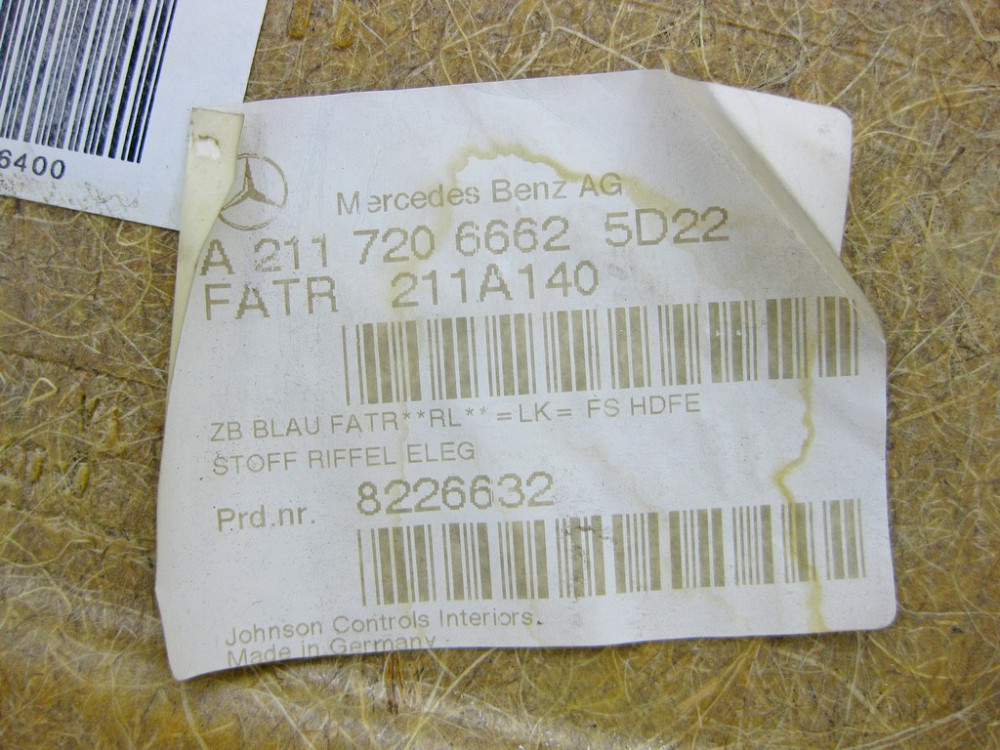 6400
Mercedes Benz AG
A 211 720 6662 5D22
FATR 211A140
ZB BLAU FATR**RL** =LK= FS HDFE
STOFF RIFFEL ELEG
Prd.nr. 8226632
Johnson Controls Interiors.
Made in Germany